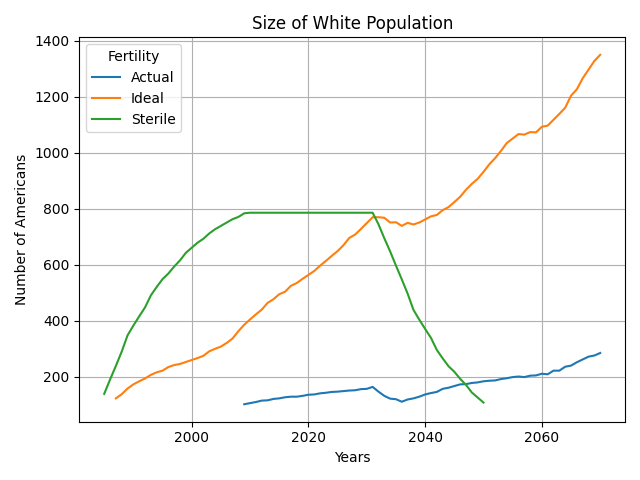 Size of White Population
Number of Americans
1400
1200
1000
800
600
400
200
Fertility
Actual
Ideal
Sterile
2000 2020 2040 2060
Years